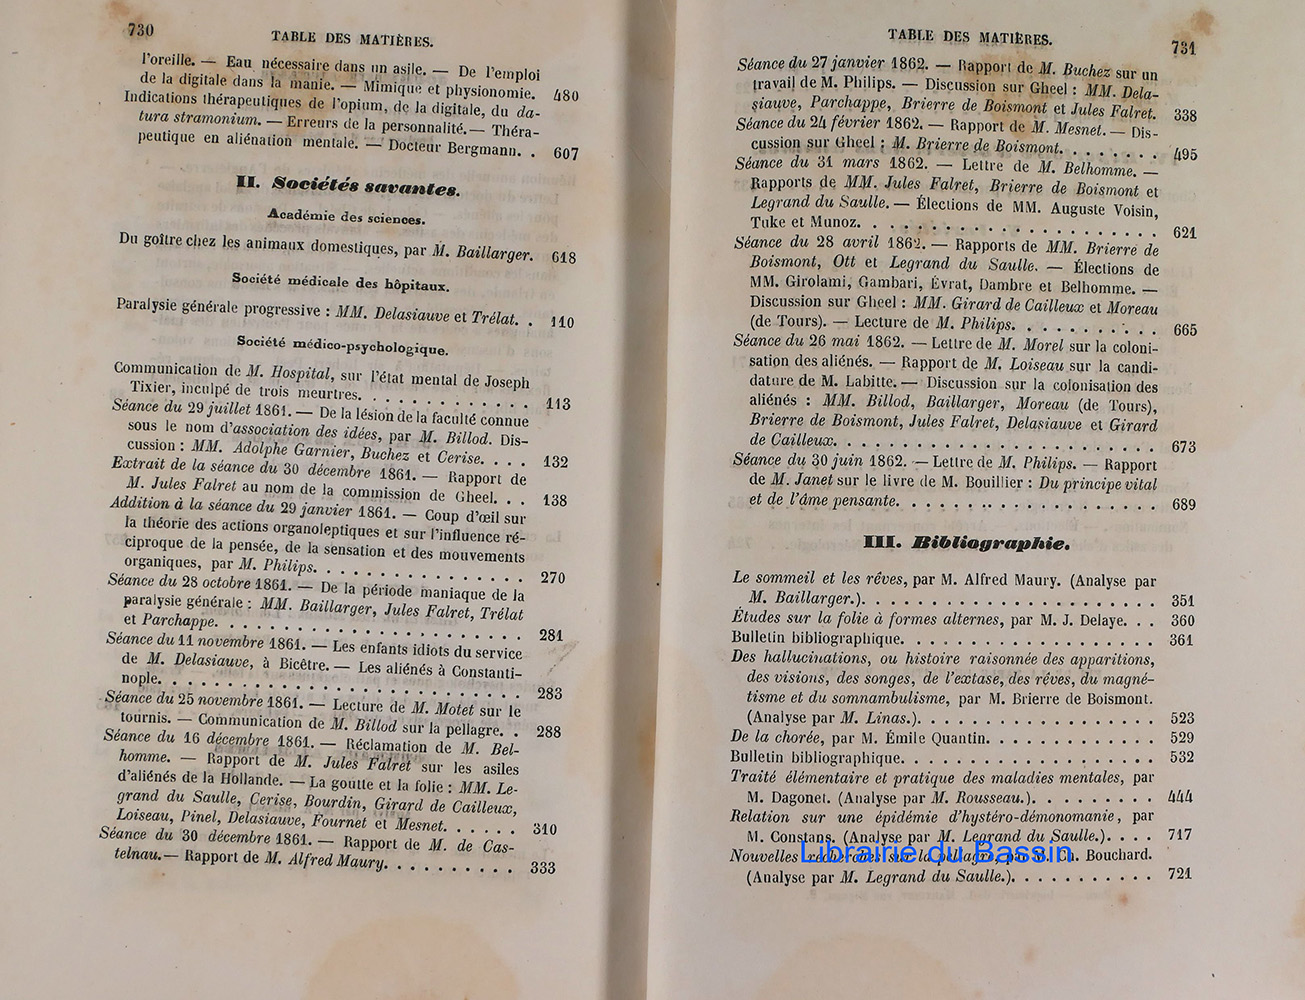 730
TABLE DES MATIÈRES.
l'oreille. — Eau nécessaire dans un asile. — De l'emploi
de la digitale dans la manie. — Mimique et physionomie. 480
Indications thérapeutiques de l'opium, de la digitale, du da-
tura stramonium. — Erreurs de la personnalité. — Théra-
peutique en aliénation mentale. — Docteur Bergmann. . 607
II. Sociétés savantes.
Académie des sciences.
Du goître chez les animaux domestiques, par M. Baillarger. 618
Société médicale des hôpitaux.
Paralysie générale progressive : MM. Delasiauve et Trélat. . 110
Société médico-psychologique.
Communication de M. Hospital, sur l'état mental de Joseph
Tixier, inculpé de trois meurtres. . . . . . . . . . . . 113
Séance du 29 juillet 1861. — De la lésion de la faculté connue
sous le nom d'association des idées, par M. Billod. Dis-
cussion : MM. Adolphe Garnier, Buchez et Cerise. . . . 132
Extrait de la séance du 30 décembre 1861. — Rapport de
M. Jules Falret au nom de la commission de Gheel. . . 138
Addition à la séance du 29 janvier 1861. — Coup d'œil sur
la théorie des actions organoleptiques et sur l'influence ré-
ciproque de la pensée, de la sensation et des mouvements
organiques, par M. Philips. . . . . . . . . . . . . . . 270
Séance du 28 octobre 1861. — De la période maniaque de la
paralysie générale : MM. Baillarger, Jules Falret, Trélat
et Parchappe. . . . . . . . . . . . . . . . . . . . . . 281
Séance du 11 novembre 1861. — Les enfants idiots du service
de M. Delasiauve, à Bicêtre. — Les aliénés à Constanti-
nople. . . . . . . . . . . . . . . . . . . . . . . . . . 283
Séance du 25 novembre 1861. — Lecture de M. Motet sur le
tournis. — Communication de M. Billod sur la pellagre. . 288
Séance du 16 décembre 1861. — Réclamation de M. Bel-
homme. — Rapport de M. Jules Falret sur les asiles
d'aliénés de la Hollande. — La goutte et la folie : MM. Le-
grand du Saulle, Cerise, Bourdin, Girard de Cailleux,
Loiseau, Pinel, Delasiauve, Fournet et Mesnet. . . . . . 310
Séance du 30 décembre 1861. — Rapport de M. de Cas-
telnau. — Rapport de M. Alfred Maury. . . . . . . . . . 333
TABLE DES MATIÈRES.
731
Séance du 27 janvier 1862. — Rapport de M. Buchez sur un
travail de M. Philips. — Discussion sur Gheel : MM. Dela-
siauve, Parchappe, Brierre de Boismont et Jules Falret. 338
Séance du 24 février 1862. — Rapport de M. Mesnet. — Dis-
cussion sur Gheel : M. Brierre de Boismont. . . . . . . . 495
Séance du 31 mars 1862. — Lettre de M. Belhomme. —
Rapports de MM. Jules Falret, Brierre de Boismont et
Legrand du Saulle. — Élections de MM. Auguste Voisin,
Tuke et Munoz. . . . . . . . . . . . . . . . . . . . . . 621
Séance du 28 avril 1862. — Rapports de MM. Brierre de
Boismont, Ott et Legrand du Saulle. — Élections de
MM. Girolami, Gambari, Évrat, Dambre et Belhomme. —
Discussion sur Gheel : MM. Girard de Cailleux et Moreau
(de Tours). — Lecture de M. Philips. . . . . . . . . . . 665
Séance du 26 mai 1862. — Lettre de M. Morel sur la coloni-
sation des aliénés. — Rapport de M. Loiseau sur la candi-
dature de M. Labitte. — Discussion sur la colonisation des
aliénés : MM. Billod, Baillarger, Moreau (de Tours),
Brierre de Boismont, Jules Falret, Delasiauve et Girard
de Cailleux. . . . . . . . . . . . . . . . . . . . . . . 673
Séance du 30 juin 1862. — Lettre de M. Philips. — Rapport
de M. Janet sur le livre de M. Bouillier : Du principe vital
et de l'âme pensante. . . . . . . . . . . . . . . . . . . 689
III. Bibliographie.
Le sommeil et les rêves, par M. Alfred Maury. (Analyse par
M. Baillarger.). . . . . . . . . . . . . . . . . . . . . . 351
Études sur la folie à formes alternes, par M. J. Delaye. . . 360
Bulletin bibliographique. . . . . . . . . . . . . . . . . . 361
Des hallucinations, ou histoire raisonnée des apparitions,
des visions, des songes, de l'extase, des rêves, du magné-
tisme et du somnambulisme, par M. Brierre de Boismont.
(Analyse par M. Linas.). . . . . . . . . . . . . . . . . . 523
De la chorée, par M. Émile Quantin. . . . . . . . . . . . . 529
Bulletin bibliographique. . . . . . . . . . . . . . . . . . 532
Traité élémentaire et pratique des maladies mentales, par
M. Dagonet. (Analyse par M. Rousseau.). . . . . . . . . . 444
Relation sur une épidémie d'hystéro-démonomanie, par
M. Constans. (Analyse par M. Legrand du Saulle.). . . . 717
Nouvelles recherches sur la pellagre, par M. Ch. Bouchard.
(Analyse par M. Legrand du Saulle.). . . . . . . . . . . . 721
Librairie du Bassin